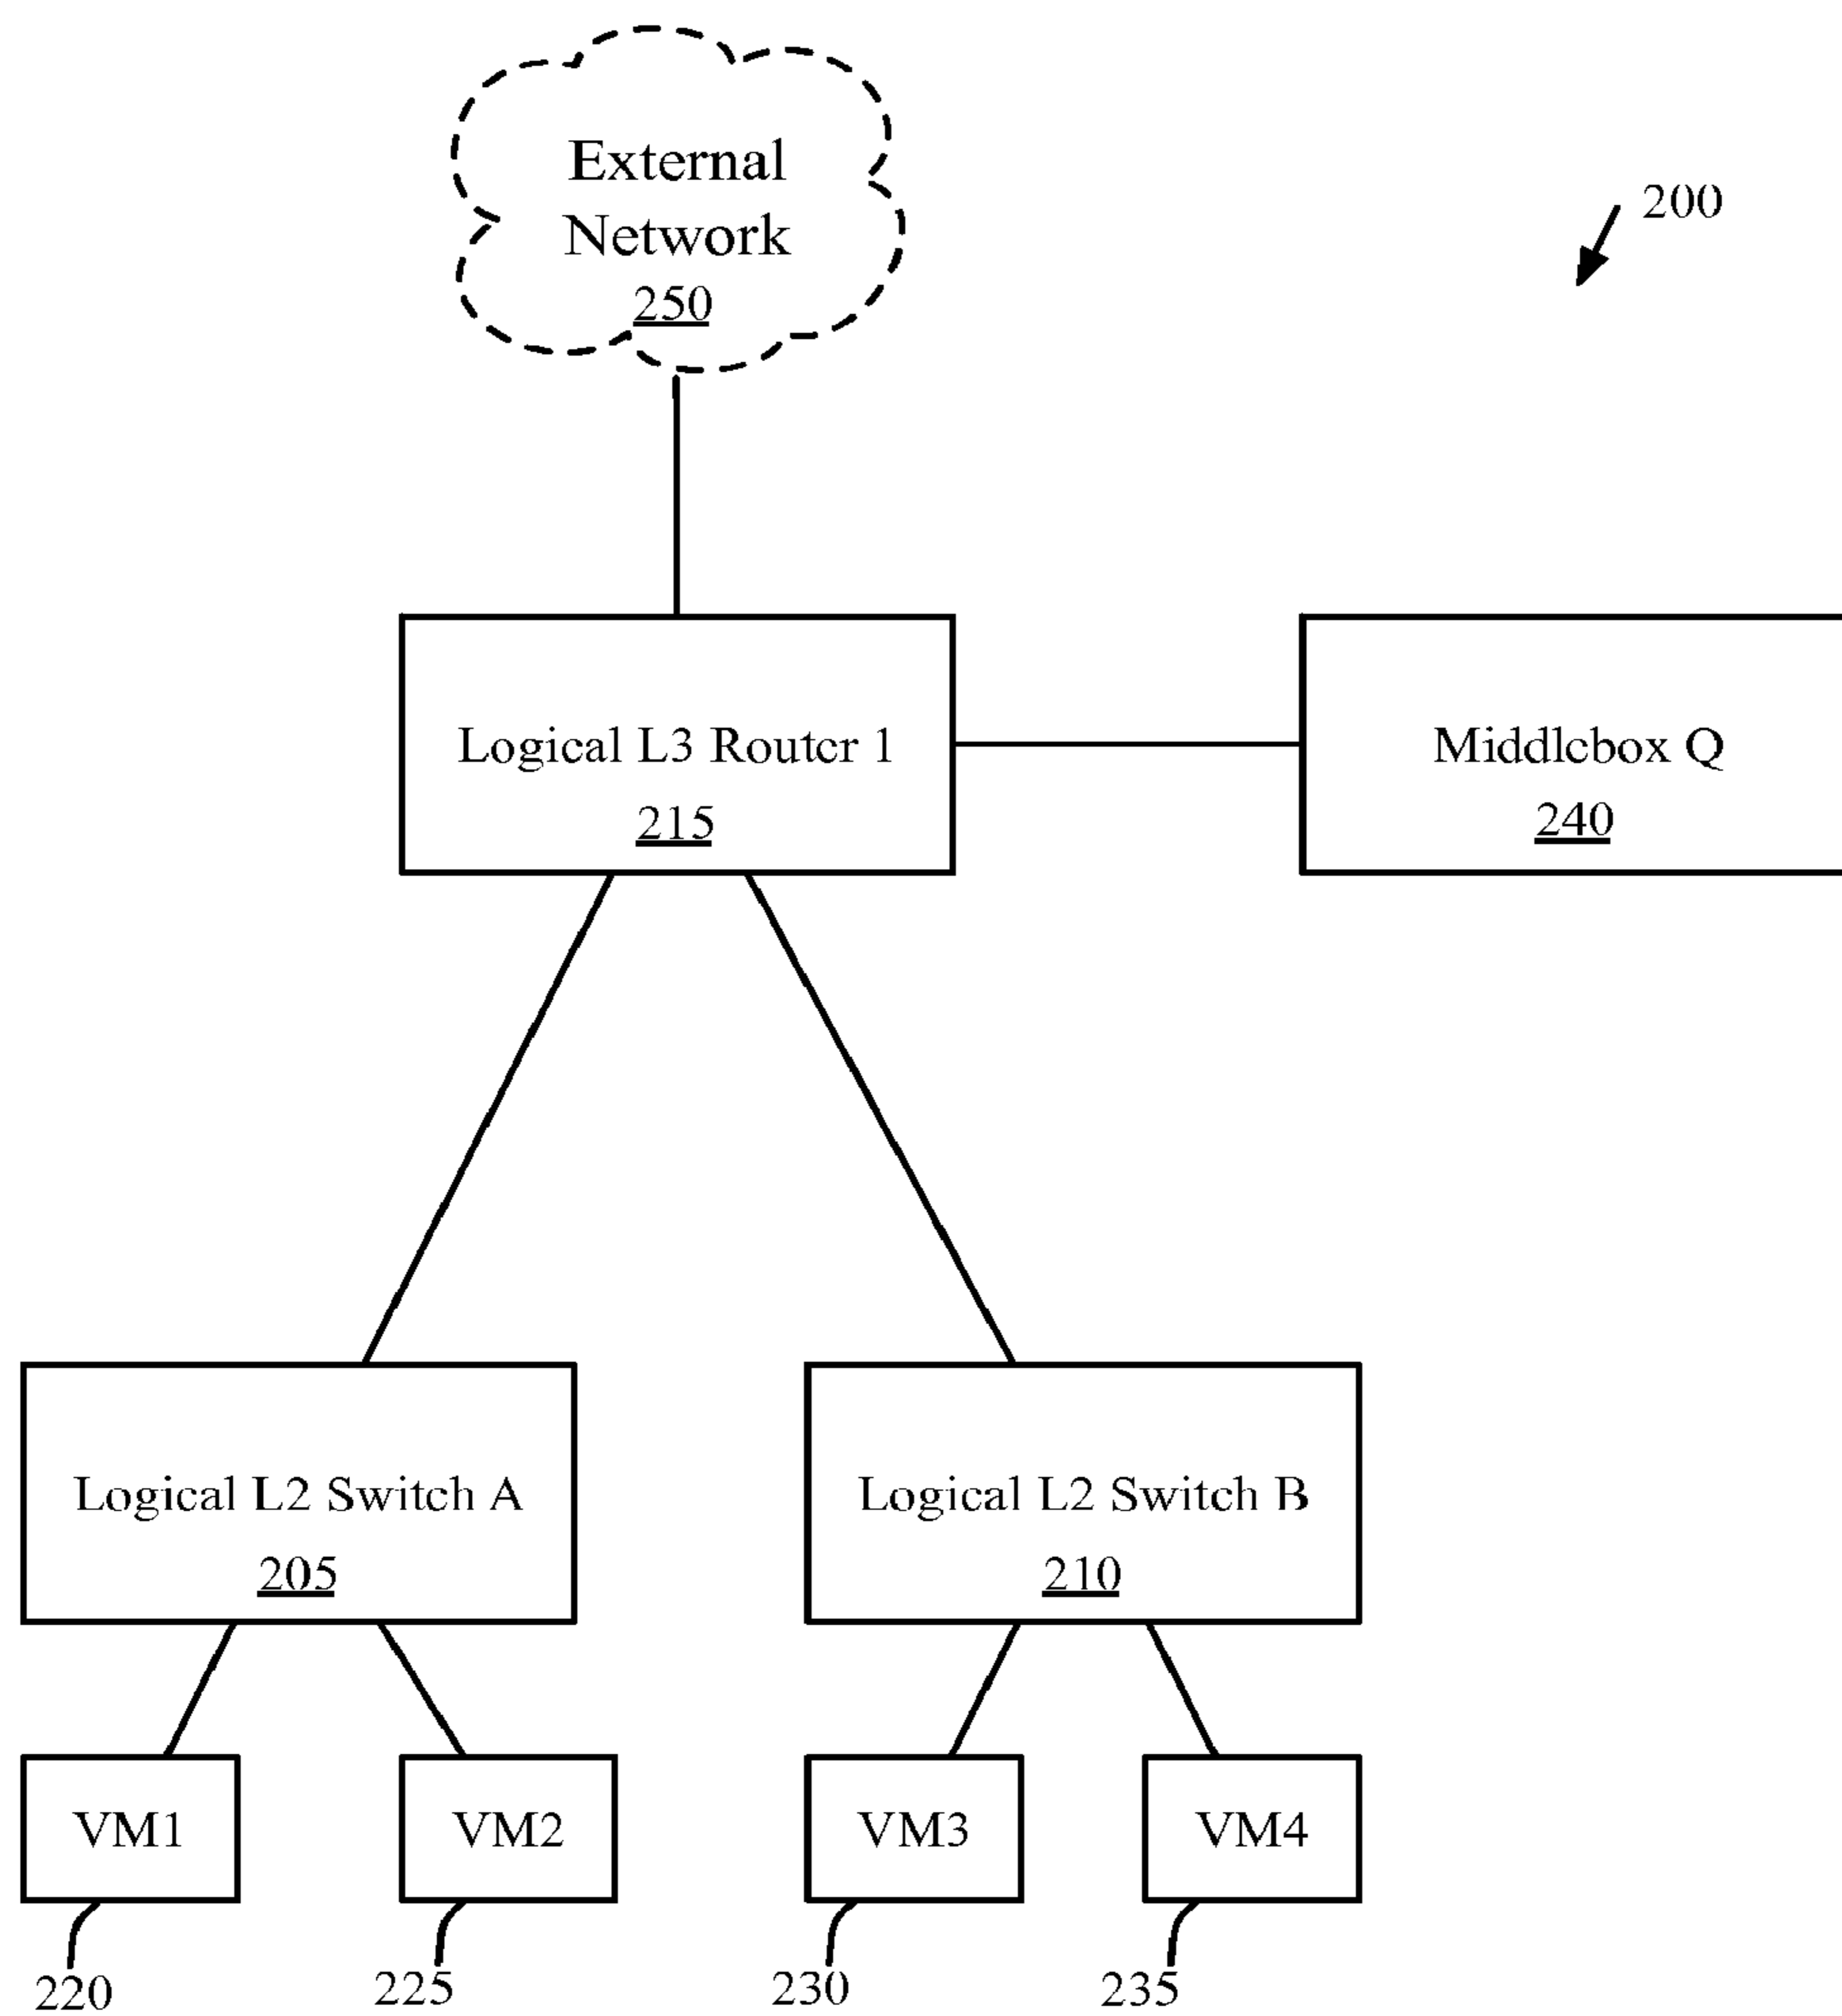 External
Network
250
200
Logical L3 Router 1
215
Middlebox Q
240
Logical L2 Switch A
205
Logical L2 Switch B
210
VM1
VM2
VM3
VM4
220
225
230
235